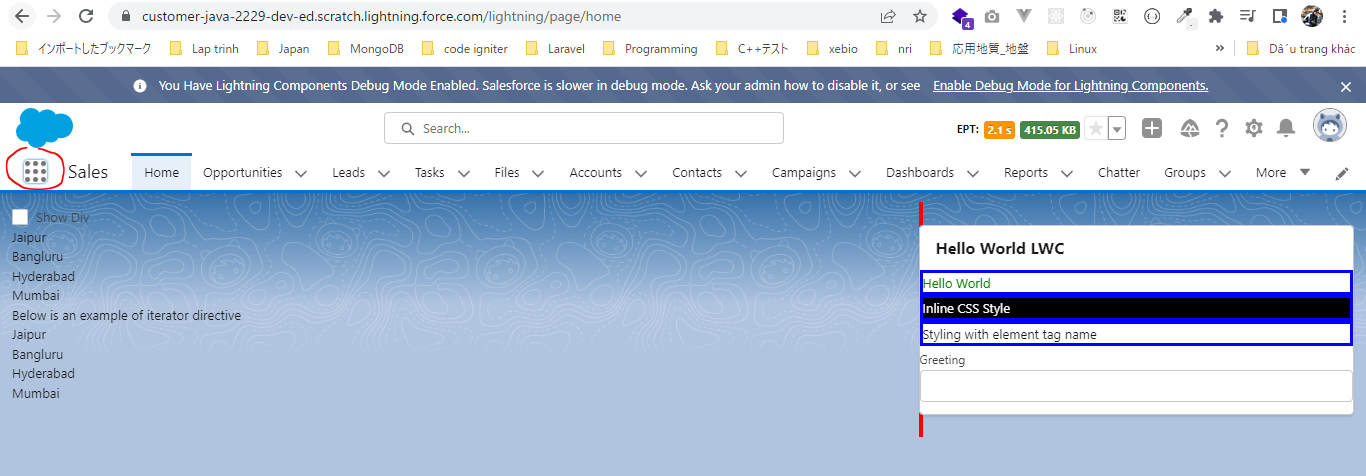 customer-java-2229-dev-ed.scratch.lightning.force.com/lightning/page/home
4
インポートしたブックマーク Lap trinh Japan MongoDB code igniter Laravel Programming C++テスト xebio nri 応用地質_地盤 Linux » Dấu trang khác
You Have Lightning Components Debug Mode Enabled. Salesforce is slower in debug mode. Ask your admin how to disable it, or see Enable Debug Mode for Lightning Components.
Search...
EPT: 2.1 s 415.05 KB
Sales Home Opportunities Leads Tasks Files Accounts Contacts Campaigns Dashboards Reports Chatter Groups More
Show Div
Jaipur
Bangluru
Hyderabad
Mumbai
Below is an example of iterator directive
Jaipur
Bangluru
Hyderabad
Mumbai
Hello World LWC
Hello World
Inline CSS Style
Styling with element tag name
Greeting